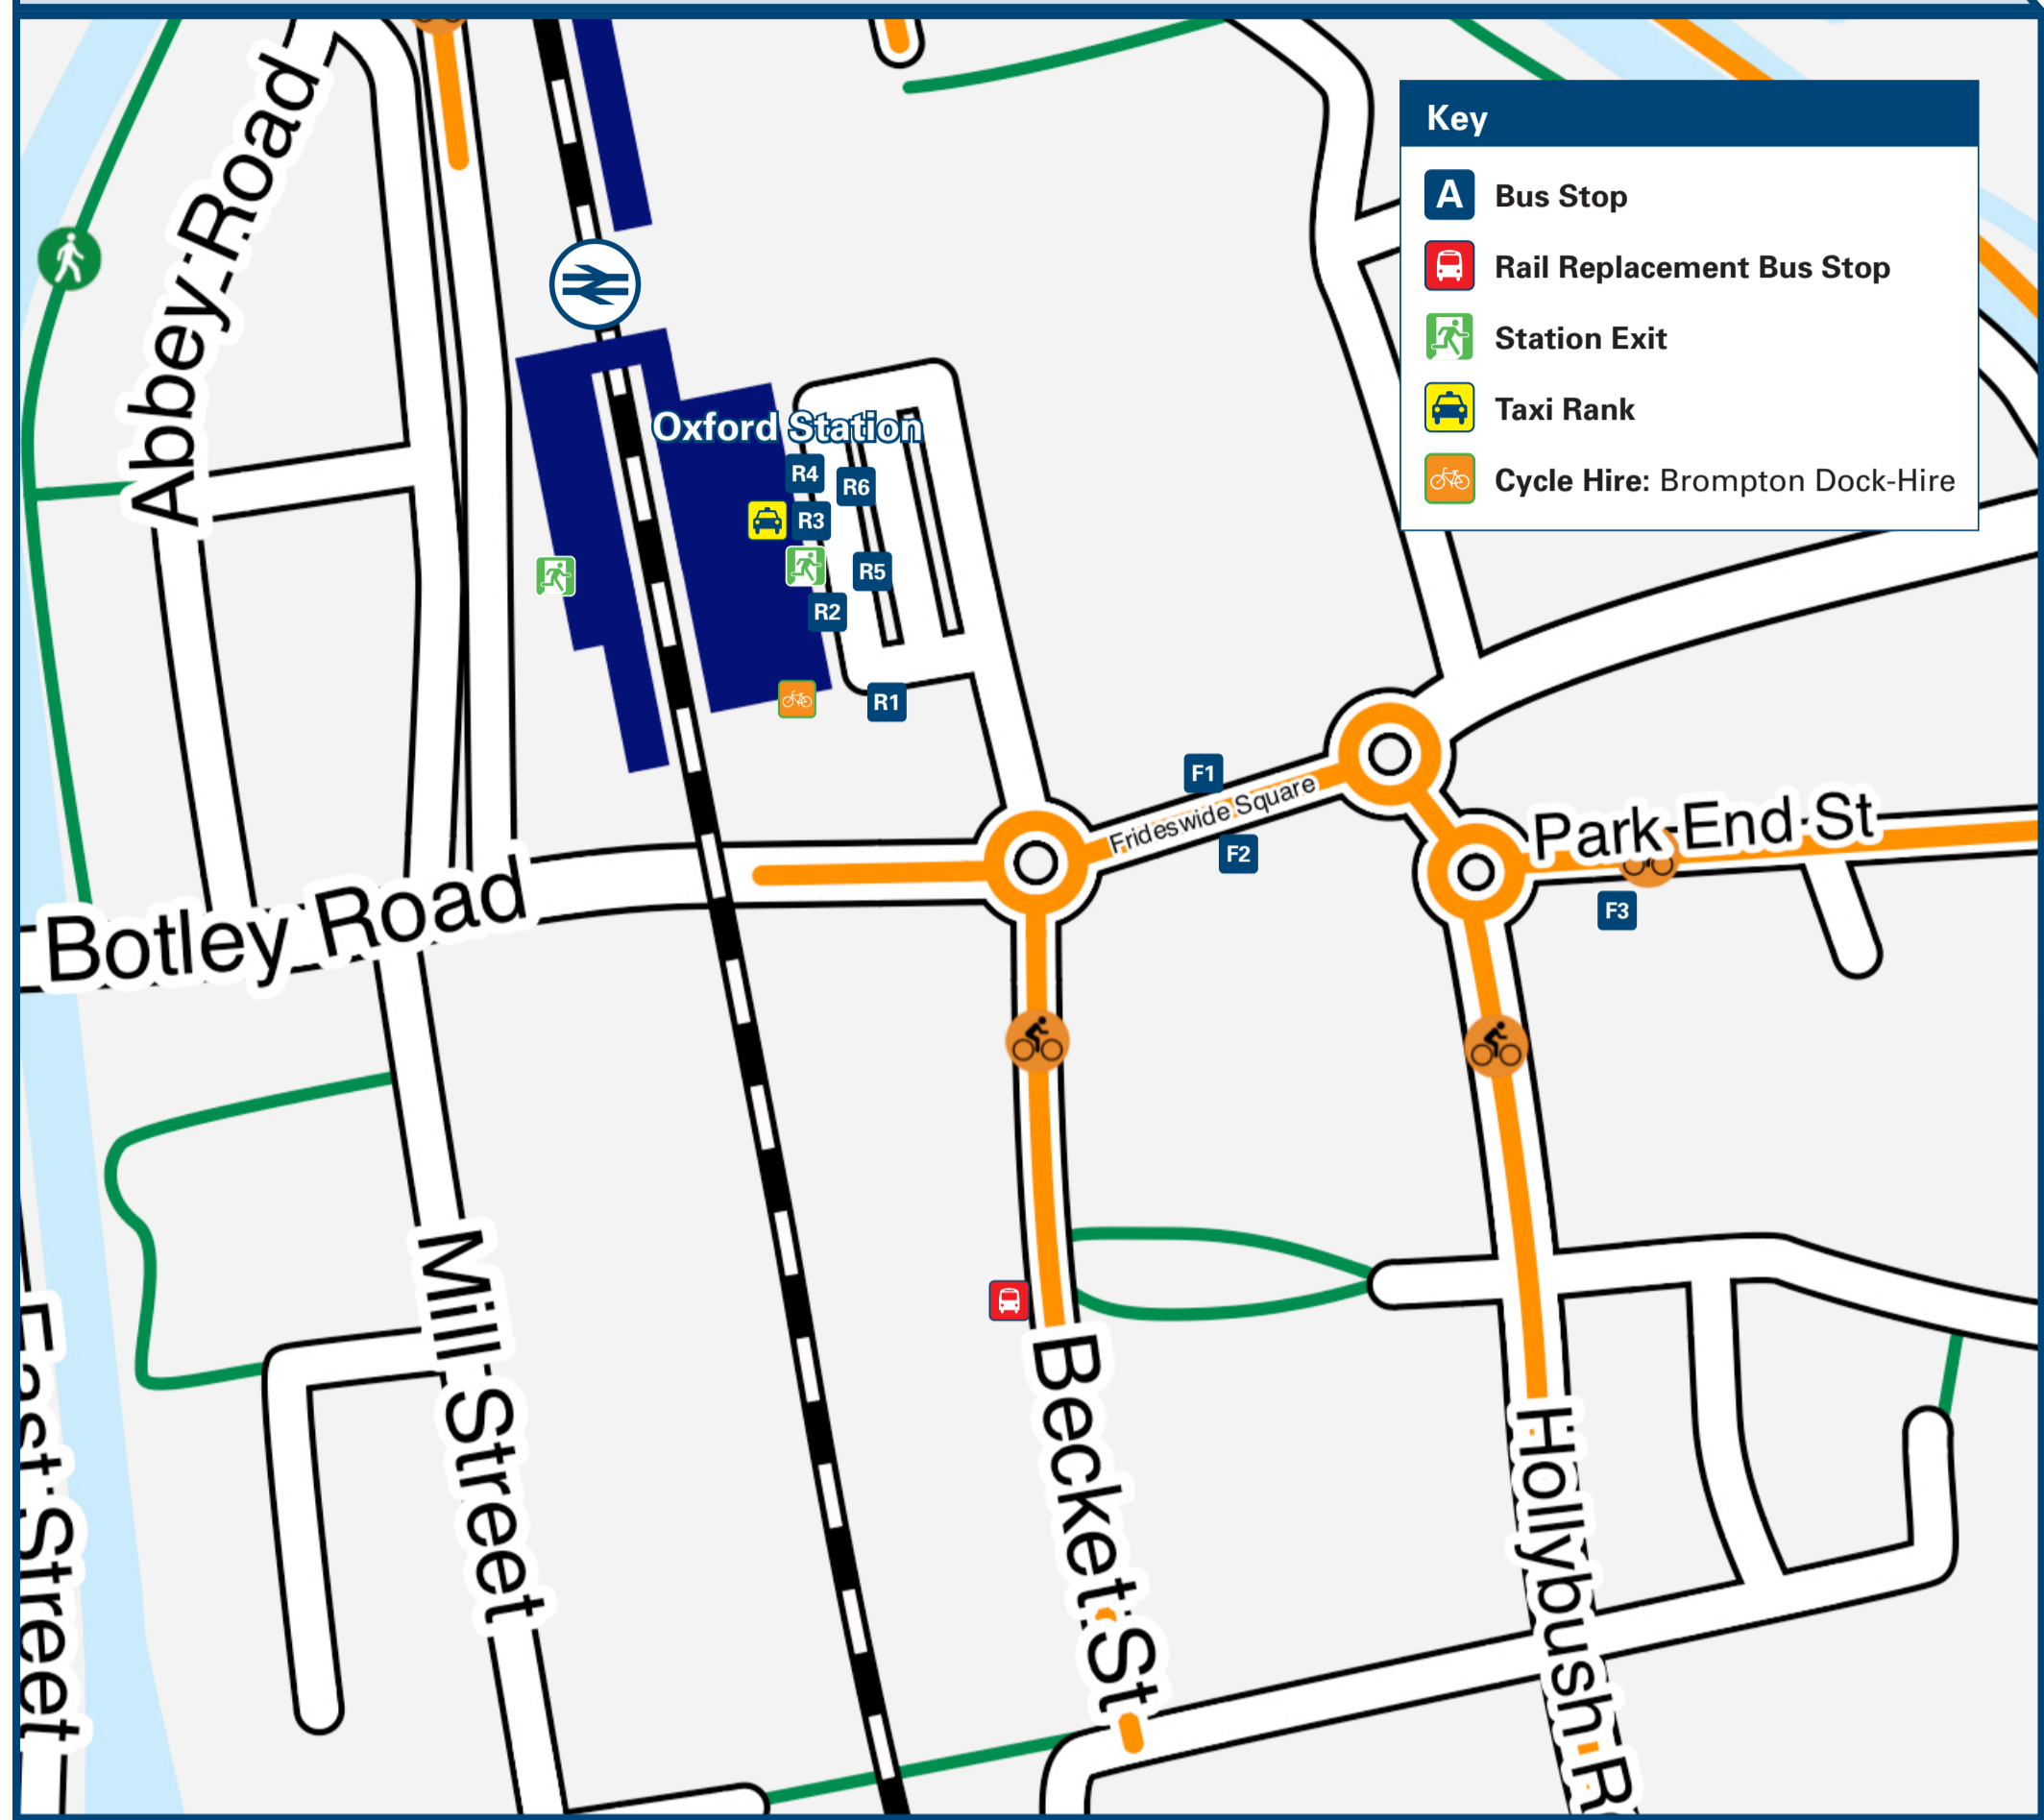 Key
A Bus Stop
Rail Replacement Bus Stop
Station Exit
Taxi Rank
Cycle Hire: Brompton Dock-Hire
Abbey Road
Oxford Station
R4
R6
R3
R5
R2
R1
F1
Frideswide Square
F2
Park End St
F3
Botley Road
Mill Street
East Street
Becket St
Hollybush R